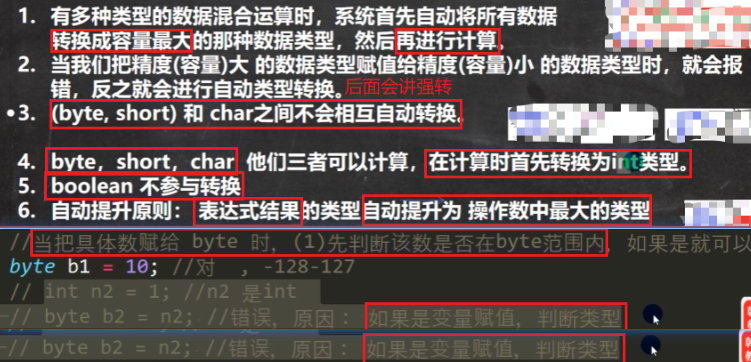 1. 有多种类型的数据混合运算时，系统首先自动将所有数据
转换成容量最大的那种数据类型，然后再进行计算。
2. 当我们把精度(容量)大 的数据类型赋值给精度(容量)小 的数据类型时，就会报
错，反之就会进行自动类型转换。后面会讲强转
3. (byte, short) 和 char之间不会相互自动转换。
4. byte，short，char 他们三者可以计算，在计算时首先转换为int类型。
5. boolean 不参与转换
6. 自动提升原则： 表达式结果的类型自动提升为 操作数中最大的类型
//当把具体数赋给 byte 时，(1)先判断该数是否在byte范围内，如果是就可以
byte b1 = 10; //对 , -128-127
// int n2 = 1; //n2 是int
// byte b2 = n2; //错误，原因： 如果是变量赋值，判断类型
// byte b2 = n2; //错误，原因： 如果是变量赋值，判断类型